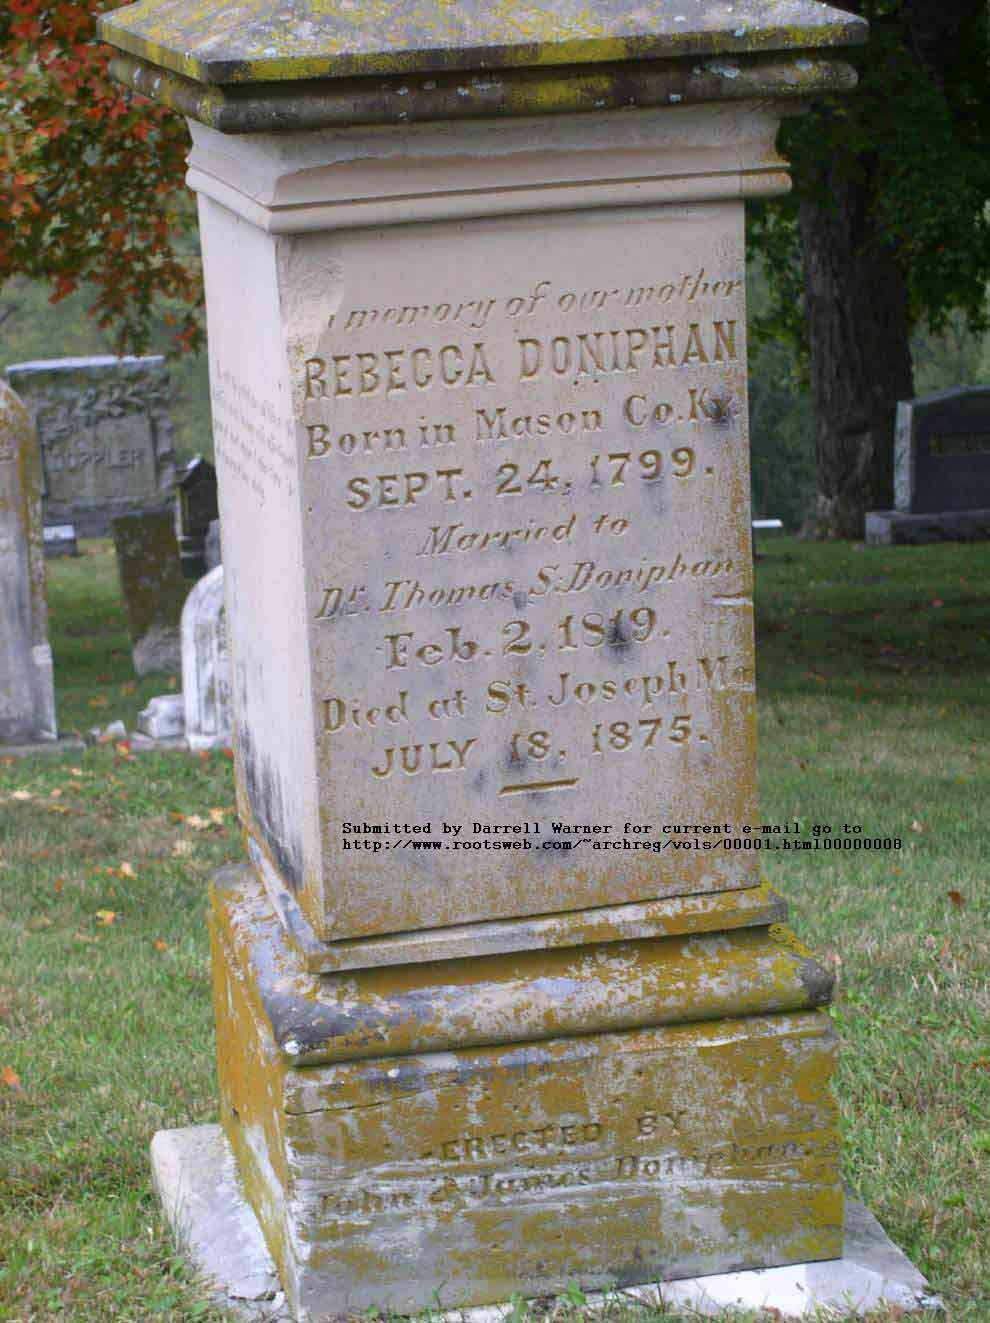 memory of our mother
REBECCA DONIPHAN
Born in Mason Co. Ky.
SEPT. 24, 1799.
Married to
Dr. Thomas S. Doniphan
Feb. 2, 1819.
Died at St. Joseph Mo
JULY 18, 1875.
Submitted by Darrell Warner for current e-mail go to
http://www.rootsweb.com/~archreg/vols/00001.html00000008
ERECTED BY
John & James Doniphan.
DOPPLER